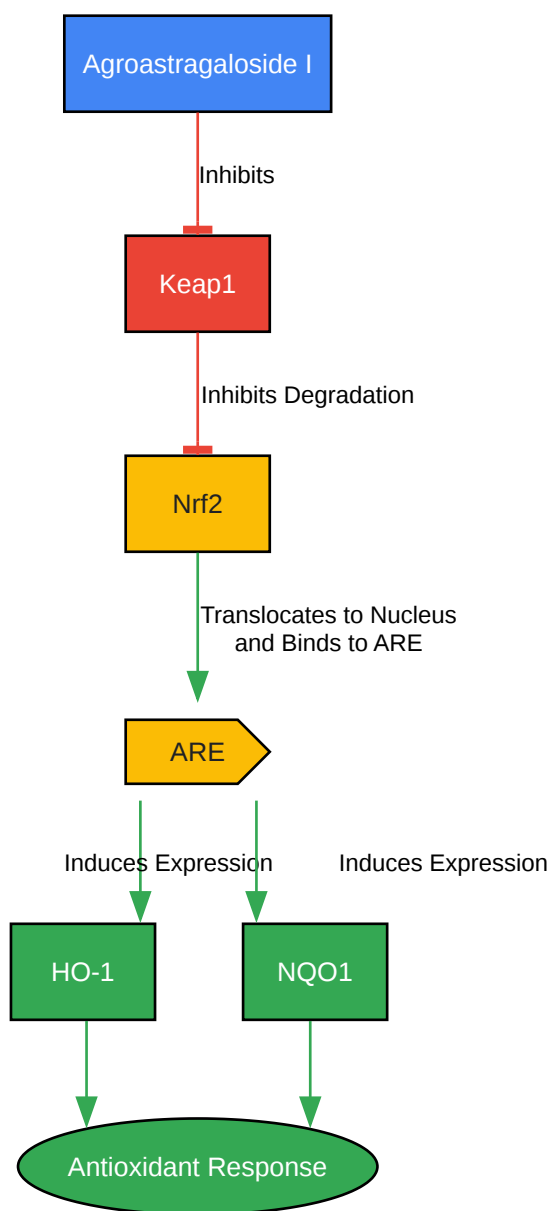 Agroastragaloside I
Inhibits
Keap1
Inhibits Degradation
Nrf2
Translocates to Nucleus
and Binds to ARE
ARE
Induces Expression
Induces Expression
HO-1
NQO1
Antioxidant Response